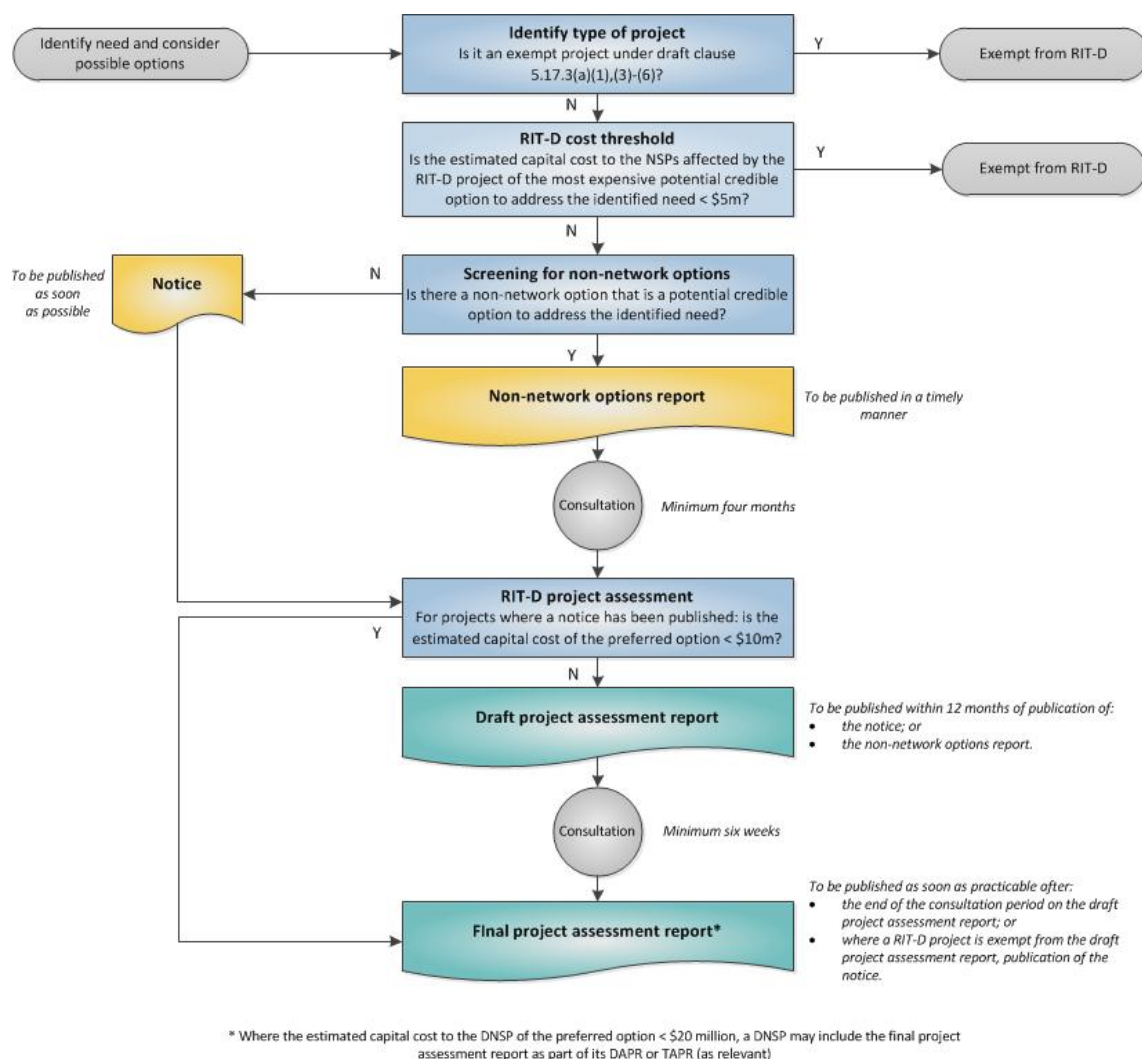 Identify need and consider
possible options
Identify type of project
Is it an exempt project under draft clause
5.17.3(a)(1),(3)-(6)?
Y
Exempt from RIT-D
N
RIT-D cost threshold
Is the estimated capital cost to the NSPs affected by the
RIT-D project of the most expensive potential credible
option to address the identified need < $5m?
Y
Exempt from RIT-D
N
To be published
as soon
as possible
Notice
N
Screening for non-network options
Is there a non-network option that is a potential credible
option to address the identified need?
Y
Non-network options report
To be published in a timely
manner
Consultation
Minimum four months
RIT-D project assessment
For projects where a notice has been published: is the
estimated capital cost of the preferred option < $10m?
Y
N
Draft project assessment report
To be published within 12 months of publication of:
• the notice; or
• the non-network options report.
Consultation
Minimum six weeks
FInal project assessment report*
To be published as soon as practicable after:
• the end of the consultation period on the draft
project assessment report; or
• where a RIT-D project is exempt from the draft
project assessment report, publication of the
notice.
* Where the estimated capital cost to the DNSP of the preferred option < $20 million, a DNSP may include the final project
assessment report as part of its DAPR or TAPR (as relevant)